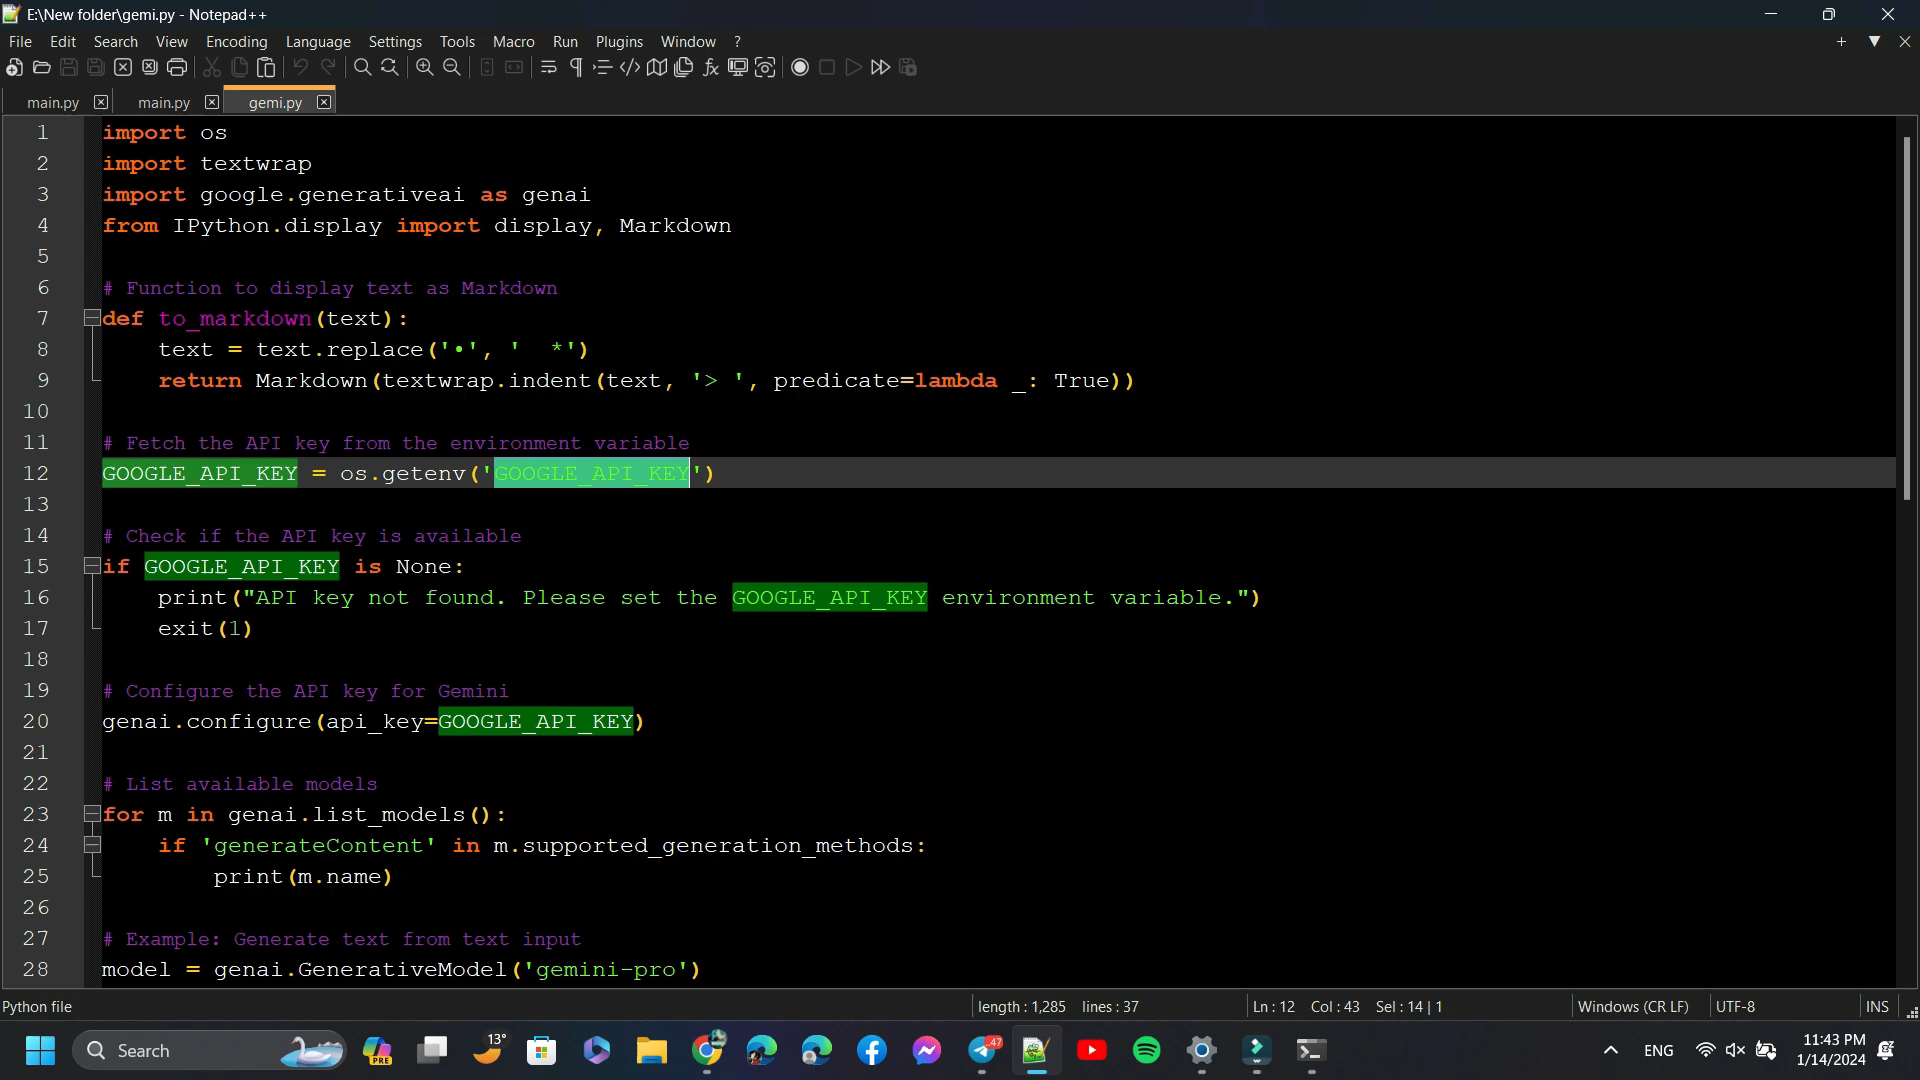 E:\New folder\gemi.py - Notepad++
File Edit Search View Encoding Language Settings Tools Macro Run Plugins Window ?
main.py main.py gemi.py
1 import os
2 import textwrap
3 import google.generativeai as genai
4 from IPython.display import display, Markdown
5
6 # Function to display text as Markdown
7 def to_markdown(text):
8 text = text.replace('•', '  *')
9 return Markdown(textwrap.indent(text, '> ', predicate=lambda _: True))
10
11 # Fetch the API key from the environment variable
12 GOOGLE_API_KEY = os.getenv('GOOGLE_API_KEY')
13
14 # Check if the API key is available
15 if GOOGLE_API_KEY is None:
16 print("API key not found. Please set the GOOGLE_API_KEY environment variable.")
17 exit(1)
18
19 # Configure the API key for Gemini
20 genai.configure(api_key=GOOGLE_API_KEY)
21
22 # List available models
23 for m in genai.list_models():
24 if 'generateContent' in m.supported_generation_methods:
25 print(m.name)
26
27 # Example: Generate text from text input
28 model = genai.GenerativeModel('gemini-pro')
Python file length : 1,285 lines : 37 Ln : 12 Col : 43 Sel : 14 | 1 Windows (CR LF) UTF-8 INS
Search PRE 13° 47 ENG 11:43 PM
1/14/2024